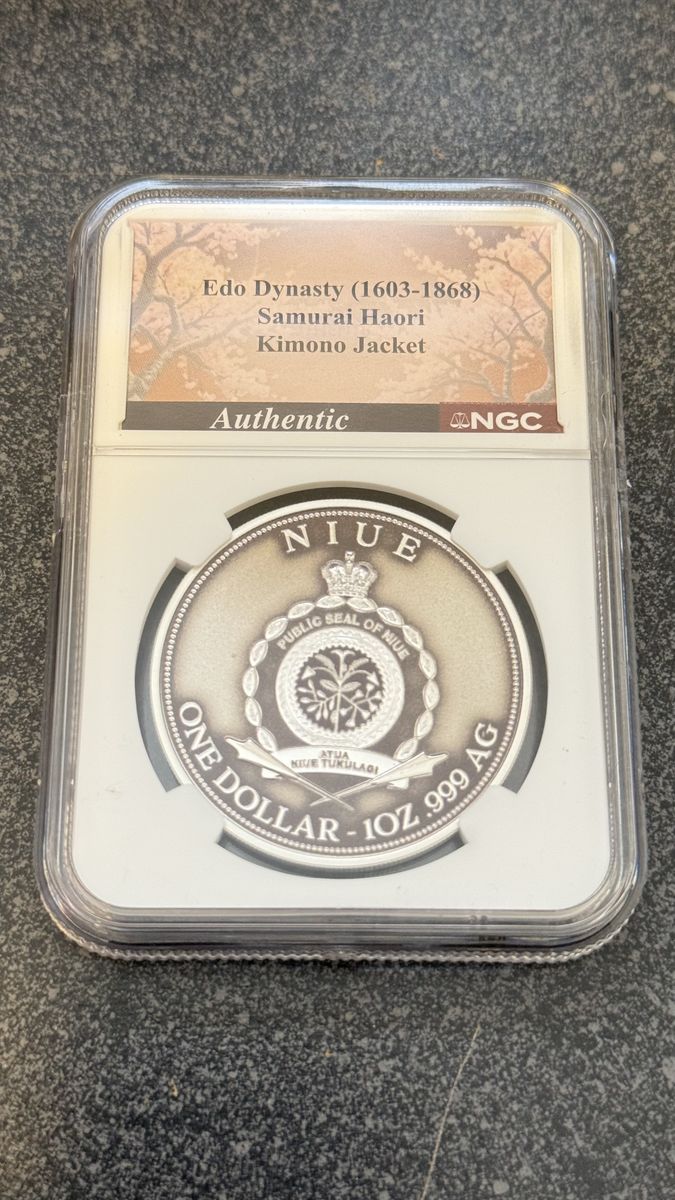 Edo Dynasty (1603-1868)
Samurai Haori
Kimono Jacket
Authentic NGC
NIUE
PUBLIC SEAL OF NIUE
ATUA
NIUE TUKULAGI
ONE DOLLAR - 1OZ .999 AG